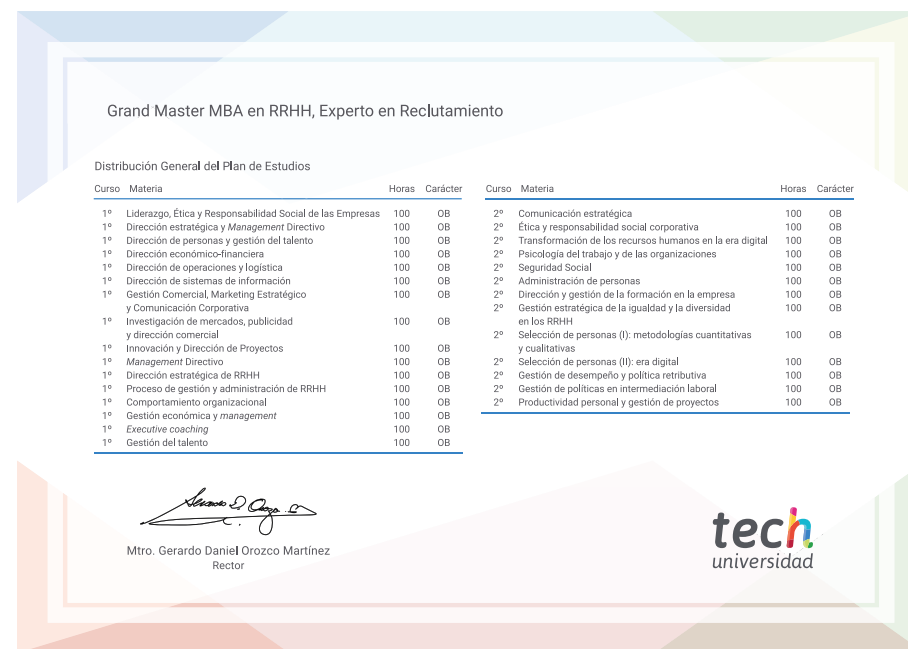 Grand Master MBA en RRHH, Experto en Reclutamiento
Distribución General del Plan de Estudios
Curso Materia Horas Carácter
1º Liderazgo, Ética y Responsabilidad Social de las Empresas 100 OB
1º Dirección estratégica y Management Directivo 100 OB
1º Dirección de personas y gestión del talento 100 OB
1º Dirección económico-financiera 100 OB
1º Dirección de operaciones y logística 100 OB
1º Dirección de sistemas de información 100 OB
1º Gestión Comercial, Marketing Estratégico 100 OB
y Comunicación Corporativa
1º Investigación de mercados, publicidad 100 OB
y dirección comercial
1º Innovación y Dirección de Proyectos 100 OB
1º Management Directivo 100 OB
1º Dirección estratégica de RRHH 100 OB
1º Proceso de gestión y administración de RRHH 100 OB
1º Comportamiento organizacional 100 OB
1º Gestión económica y management 100 OB
1º Executive coaching 100 OB
1º Gestión del talento 100 OB
Curso Materia Horas Carácter
2º Comunicación estratégica 100 OB
2º Ética y responsabilidad social corporativa 100 OB
2º Transformación de los recursos humanos en la era digital 100 OB
2º Psicología del trabajo y de las organizaciones 100 OB
2º Seguridad Social 100 OB
2º Administración de personas 100 OB
2º Dirección y gestión de la formación en la empresa 100 OB
2º Gestión estratégica de la igualdad y la diversidad 100 OB
en los RRHH
2º Selección de personas (I): metodologías cuantitativas 100 OB
y cualitativas
2º Selección de personas (II): era digital 100 OB
2º Gestión de desempeño y política retributiva 100 OB
2º Gestión de políticas en intermediación laboral 100 OB
2º Productividad personal y gestión de proyectos 100 OB
Mtro. Gerardo Daniel Orozco Martínez
Rector
tech
universidad